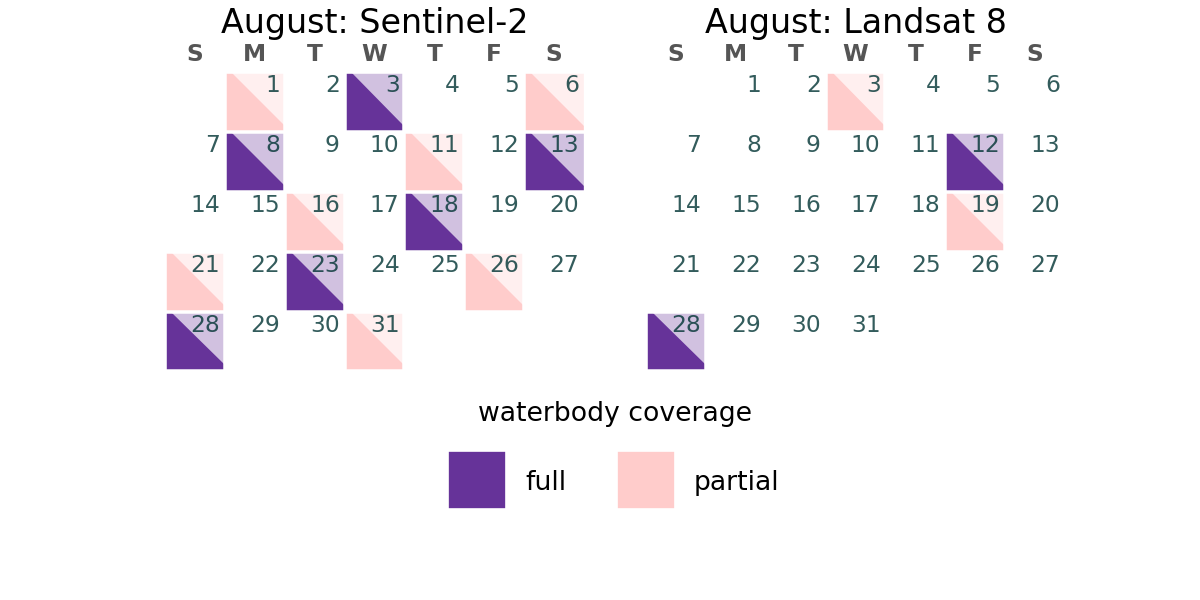 August: Sentinel-2
S M T W T F S
1 2 3 4 5 6
7 8 9 10 11 12 13
14 15 16 17 18 19 20
21 22 23 24 25 26 27
28 29 30 31
August: Landsat 8
S M T W T F S
1 2 3 4 5 6
7 8 9 10 11 12 13
14 15 16 17 18 19 20
21 22 23 24 25 26 27
28 29 30 31
waterbody coverage
full partial